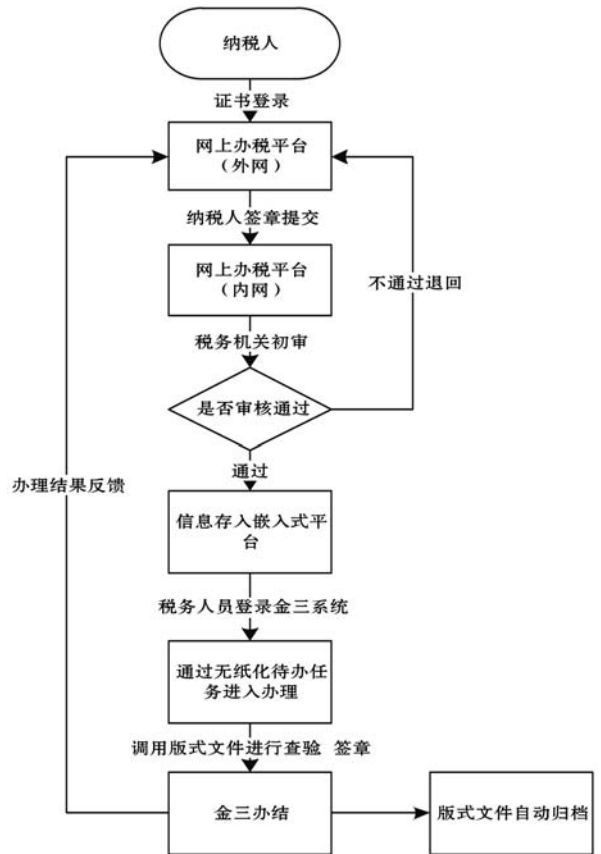 纳税人
证书登录
网上办税平台
（外网）
纳税人签章提交
网上办税平台
（内网）
不通过退回
税务机关初审
是否审核通过
通过
办理结果反馈
信息存入嵌入式平
台
税务人员登录金三系统
通过无纸化待办任
务进入办理
调用版式文件进行查验 签章
金三办结
版式文件自动归档